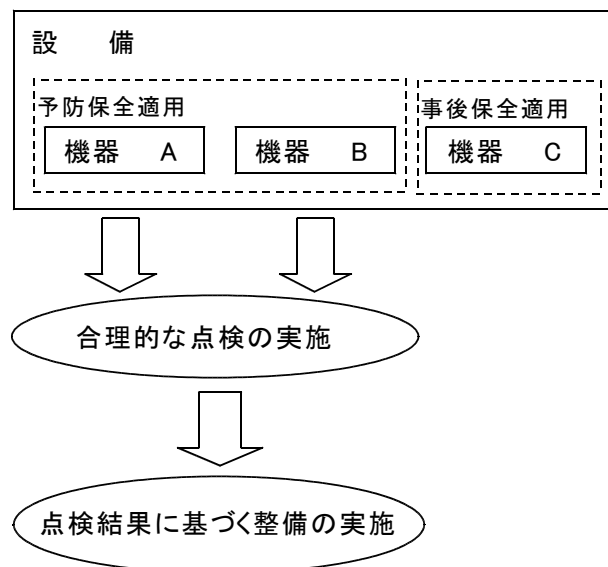 設　備
予防保全適用
事後保全適用
機器　A
機器　B
機器　C
合理的な点検の実施
点検結果に基づく整備の実施